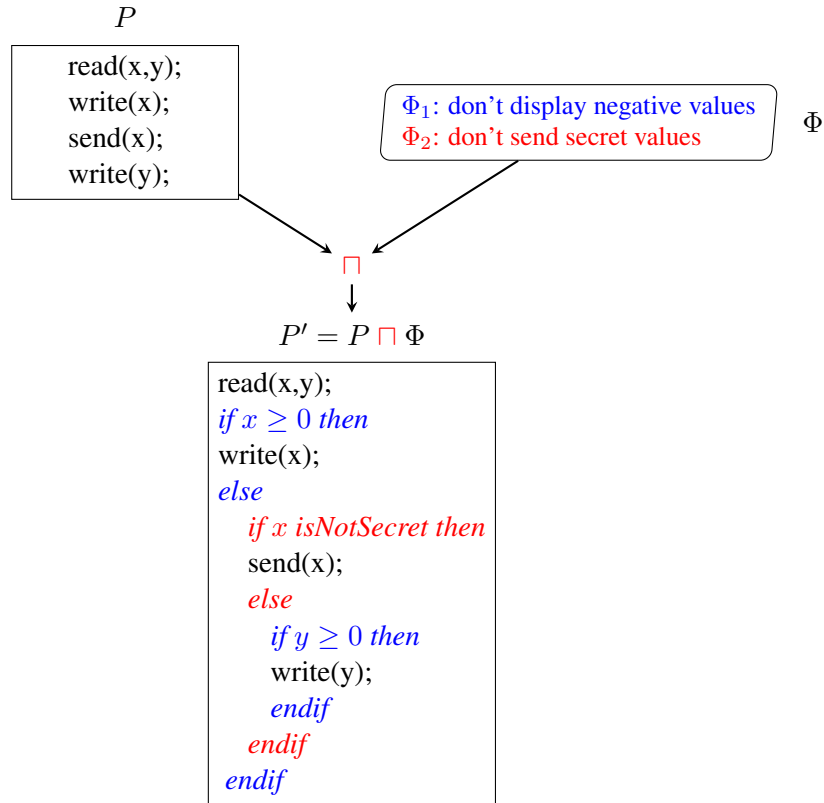 P
read(x,y);
write(x);
send(x);
write(y);
Φ₁: don't display negative values
Φ₂: don't send secret values
Φ
⊓
P′ = P ⊓ Φ
read(x,y);
if x ≥ 0 then
write(x);
else
if x isNotSecret then
send(x);
else
if y ≥ 0 then
write(y);
endif
endif
endif